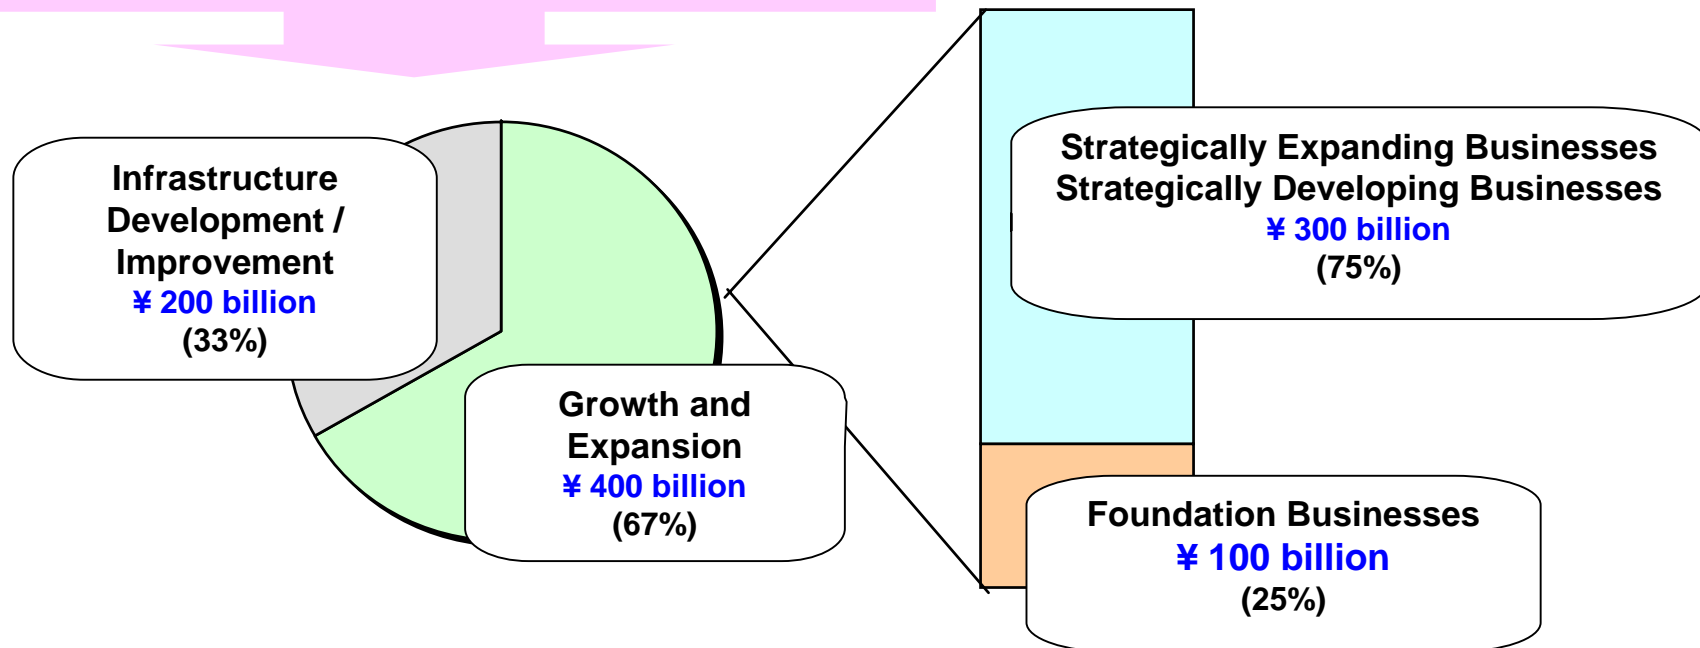 Infrastructure
Development /
Improvement
¥ 200 billion
(33%)
Growth and
Expansion
¥ 400 billion
(67%)
Strategically Expanding Businesses
Strategically Developing Businesses
¥ 300 billion
(75%)
Foundation Businesses
¥ 100 billion
(25%)